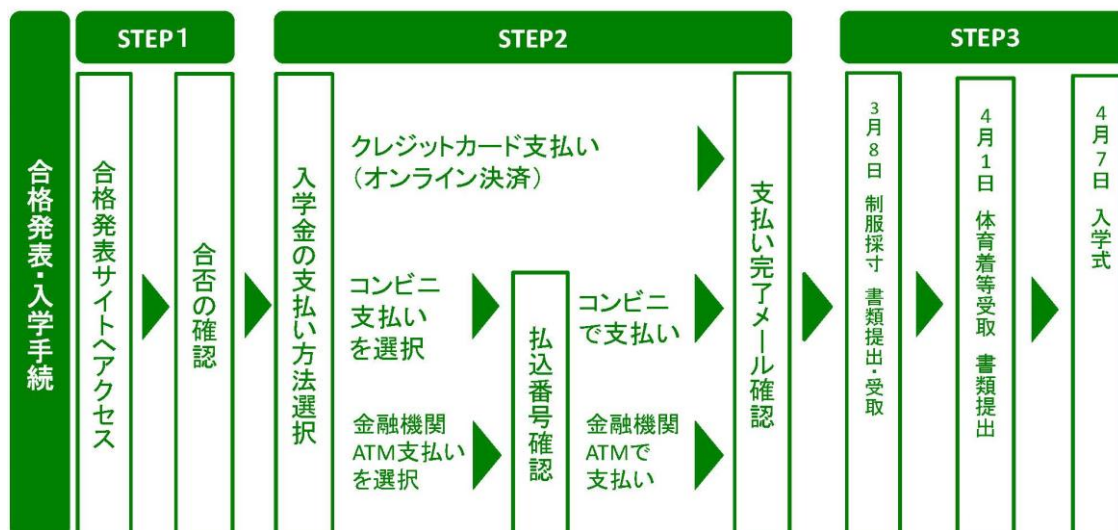 合格発表・入学手続
STEP1
合格発表サイトへアクセス
合否の確認
STEP2
入学金の支払い方法選択
クレジットカード支払い
（オンライン決済）
コンビニ
支払い
を選択
金融機関
ATM支払い
を選択
払込番号確認
コンビニ
で支払い
金融機関
ATMで
支払い
支払い完了メール確認
STEP3
3月8日 制服採寸 書類提出・受取
4月1日 体育着等受取 書類提出
4月7日 入学式